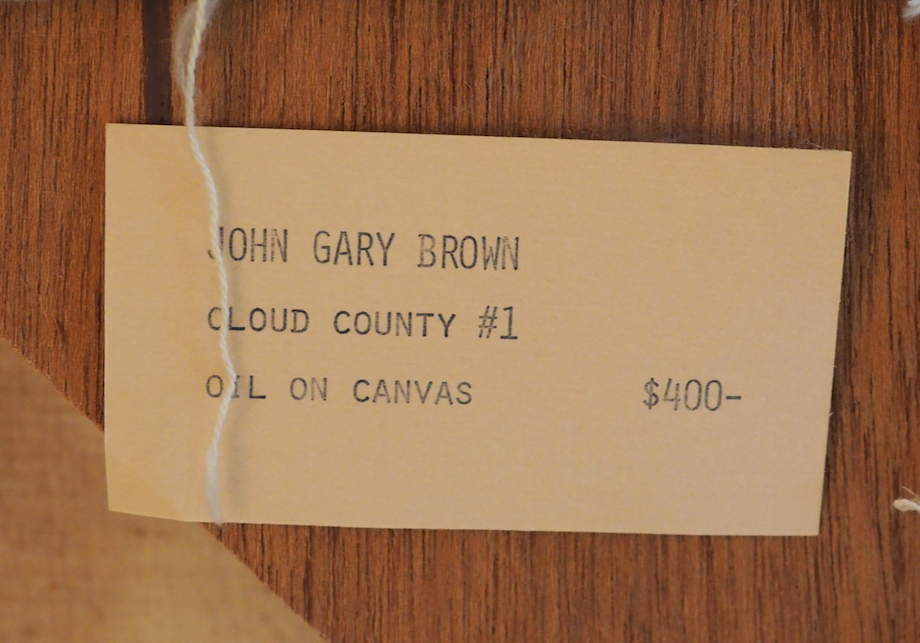 JOHN GARY BROWN
CLOUD COUNTY #1
OIL ON CANVAS $400-